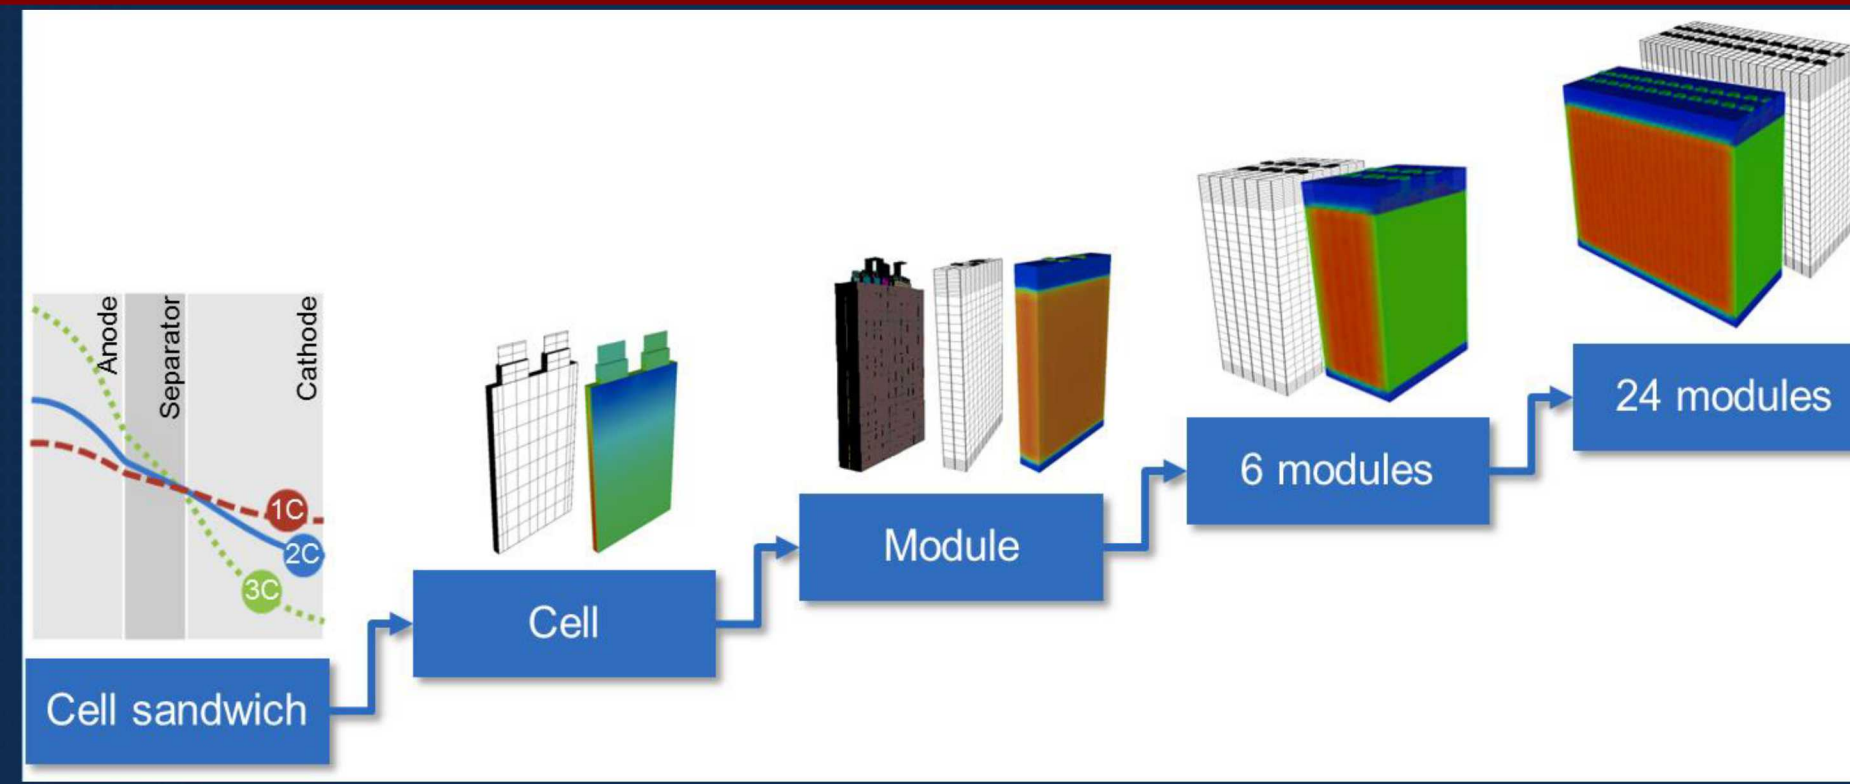 Anode
Separator
Cathode
1C
2C
3C
Cell sandwich
Cell
Module
6 modules
24 modules